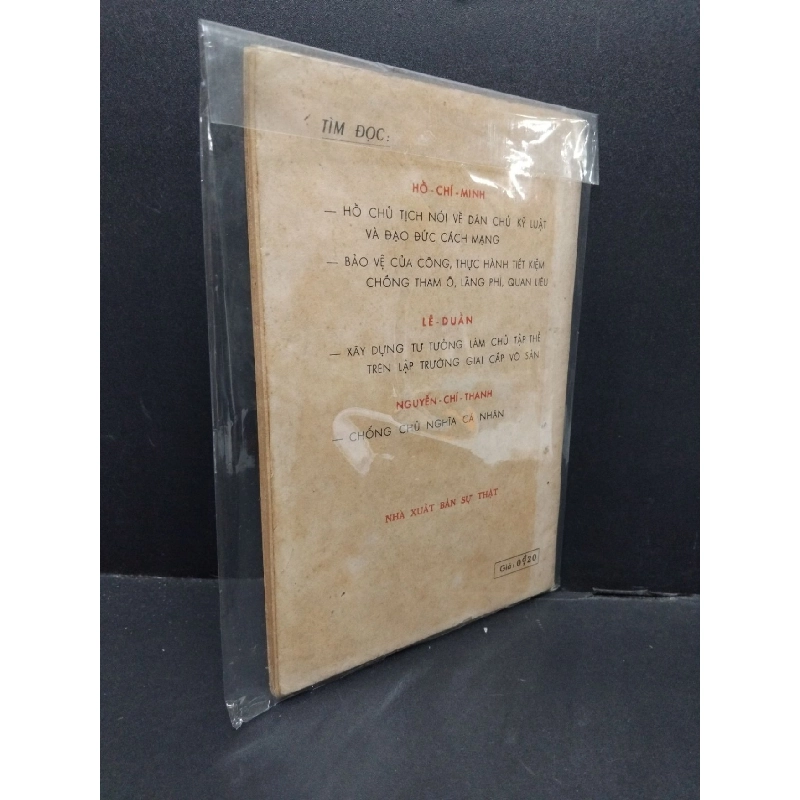 TÌM ĐỌC:
HỒ-CHÍ-MINH
— HỒ CHỦ TỊCH NÓI VỀ DÂN CHỦ KỶ LUẬT
VÀ ĐẠO ĐỨC CÁCH MẠNG
— BẢO VỆ CỦA CÔNG, THỰC HÀNH TIẾT KIỆM
CHỐNG THAM Ô, LÃNG PHÍ, QUAN LIÊU
LÊ-DUẨN
— XÂY DỰNG TƯ TƯỞNG LÀM CHỦ TẬP THỂ
TRÊN LẬP TRƯỜNG GIAI CẤP VÔ SẢN
NGUYỄN-CHÍ-THANH
— CHỐNG CHỦ NGHĨA CÁ NHÂN
NHÀ XUẤT BẢN SỰ THẬT
Giá: 0đ20